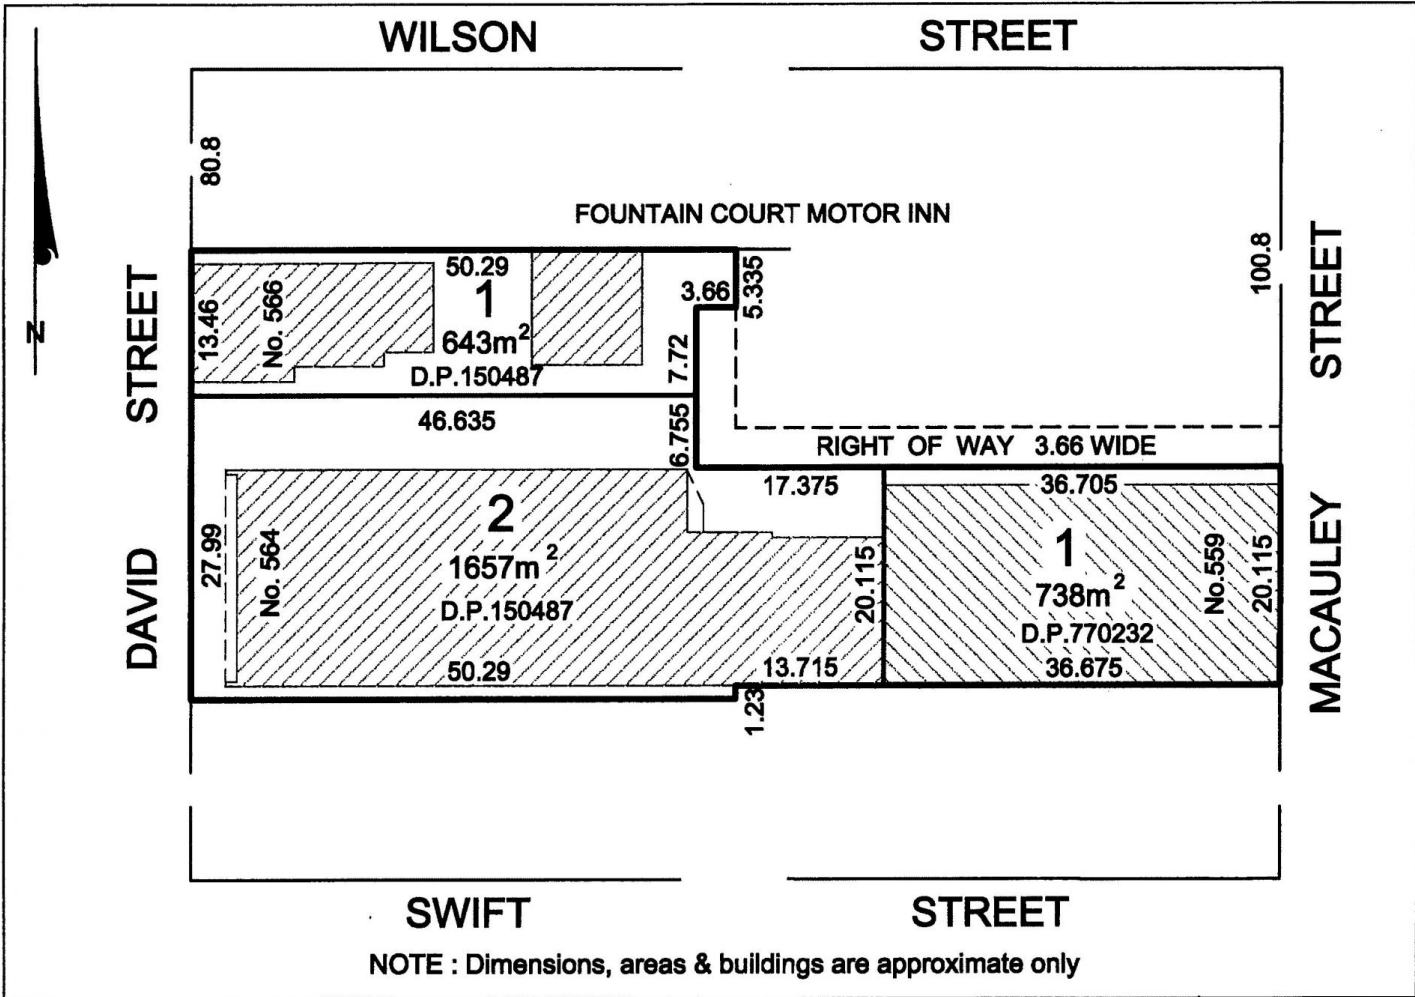 WILSON STREET
80.8
FOUNTAIN COURT MOTOR INN
100.8
N
STREET
STREET
50.29
3.66
5.335
13.46
No. 566
1
643m²
D.P.150487
7.72
46.635
6.755
RIGHT OF WAY 3.66 WIDE
17.375
36.705
DAVID
27.99
No. 564
2
1657m²
D.P.150487
50.29
13.715
1.23
20.115
1
738m²
D.P.770232
36.675
No.559
20.115
MACAULEY
SWIFT STREET
NOTE : Dimensions, areas & buildings are approximate only